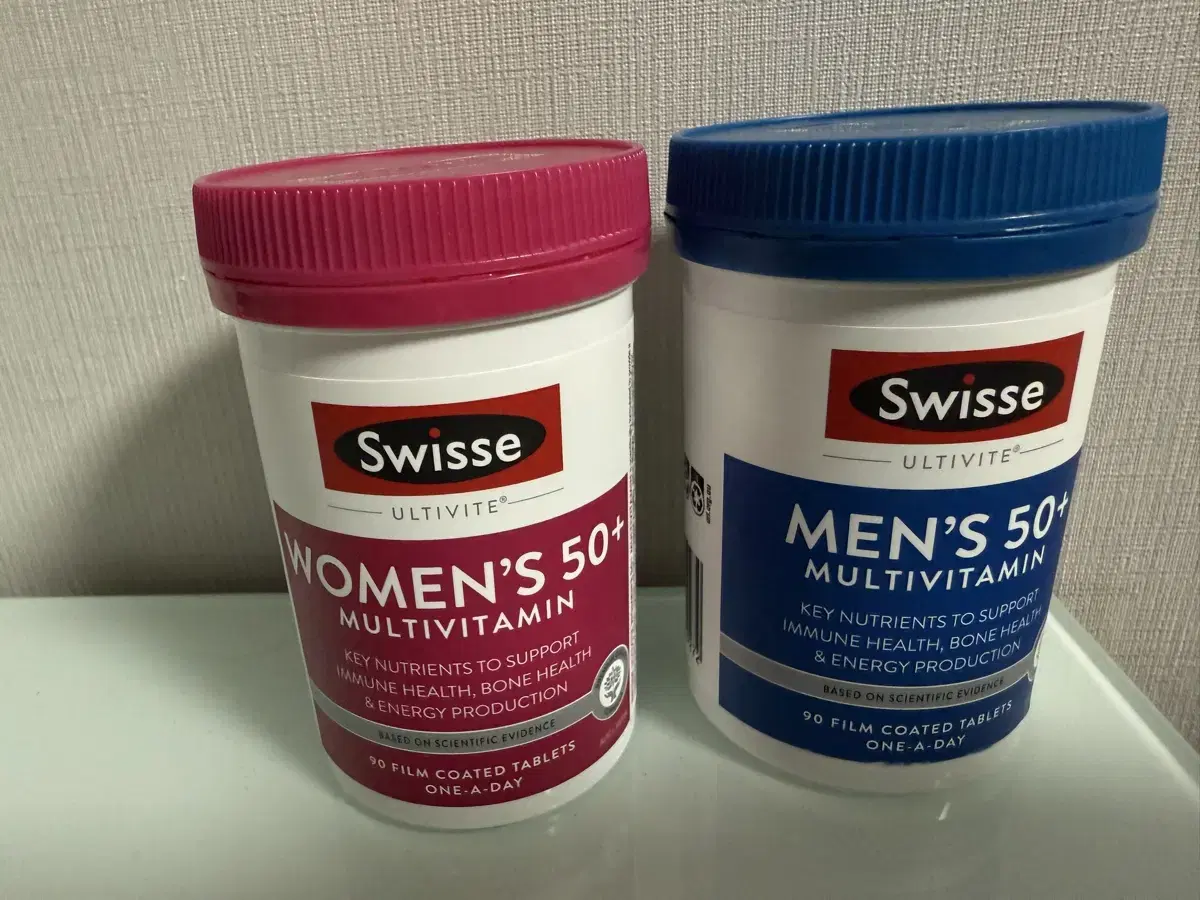 Swisse
ULTIVITE®
WOMEN'S 50+
MULTIVITAMIN
KEY NUTRIENTS TO SUPPORT
IMMUNE HEALTH, BONE HEALTH
& ENERGY PRODUCTION
BASED ON SCIENTIFIC EVIDENCE
90 FILM COATED TABLETS
ONE-A-DAY
Swisse
ULTIVITE®
MEN'S 50+
MULTIVITAMIN
KEY NUTRIENTS TO SUPPORT
IMMUNE HEALTH, BONE HEALTH
& ENERGY PRODUCTION
BASED ON SCIENTIFIC EVIDENCE
90 FILM COATED TABLETS
ONE-A-DAY